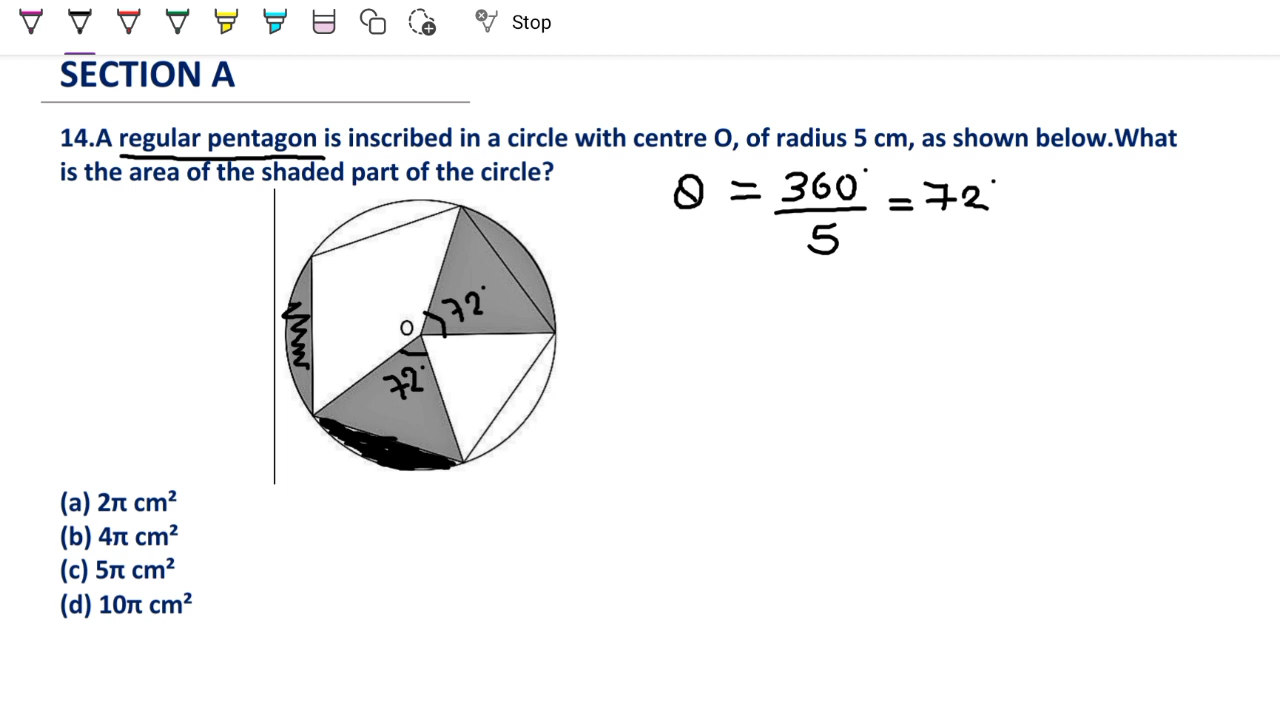 Stop
SECTION A
14.A regular pentagon is inscribed in a circle with centre O, of radius 5 cm, as shown below.What
is the area of the shaded part of the circle?
θ = 360° = 72°
5
72°
O
72°
(a) 2π cm²
(b) 4π cm²
(c) 5π cm²
(d) 10π cm²